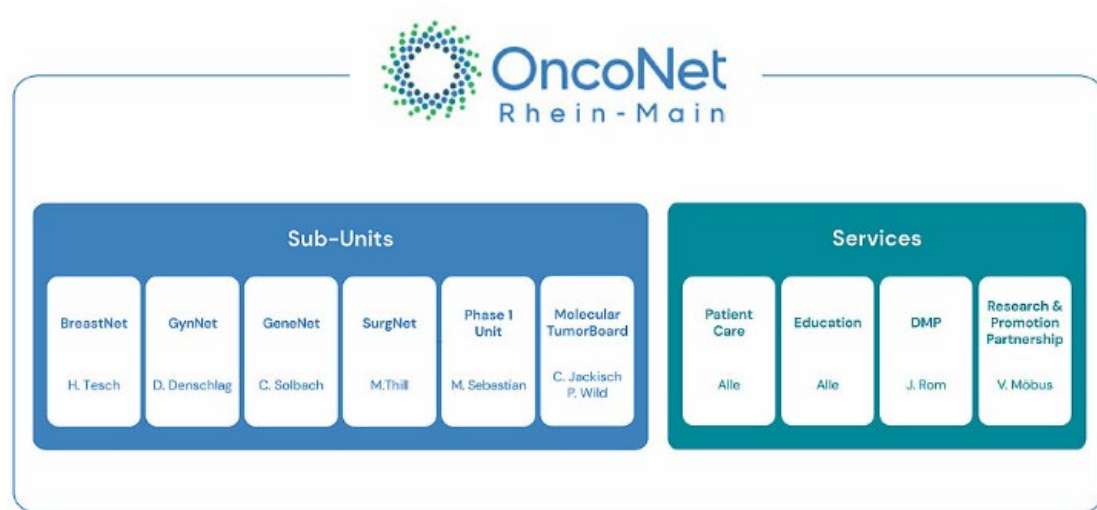 OncoNet
Rhein-Main
Sub-Units
BreastNet
H. Tesch
GynNet
D. Denschlag
GeneNet
C. Solbach
SurgNet
M.Thill
Phase 1
Unit
M. Sebastian
Molecular
TumorBoard
C. Jackisch
P. Wild
Services
Patient
Care
Alle
Education
Alle
DMP
J. Rom
Research &
Promotion
Partnership
V. Möbus